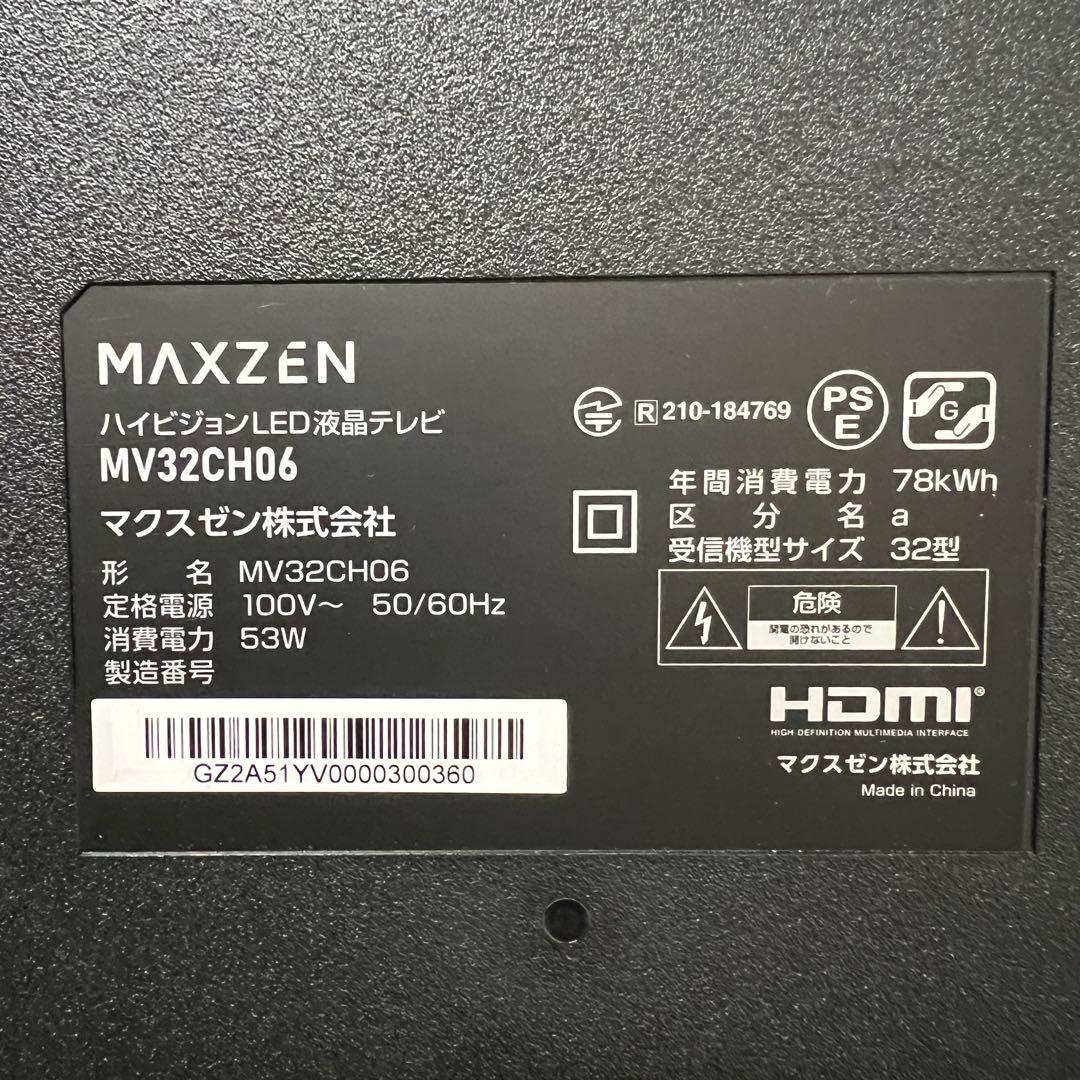 MAXZEN
ハイビジョンLED液晶テレビ
MV32CH06
マクスゼン株式会社
形 名 MV32CH06
定格電源 100V～ 50/60Hz
消費電力 53W
製造番号
GZ2A51YV0000300360
R 210-184769
PS
E
G
年間消費電力 78kWh
区 分 名 a
受信機型サイズ 32型
危険
感電の恐れがあるので
開けないこと
HDMI®
HIGH-DEFINITION MULTIMEDIA INTERFACE
マクスゼン株式会社
Made in China